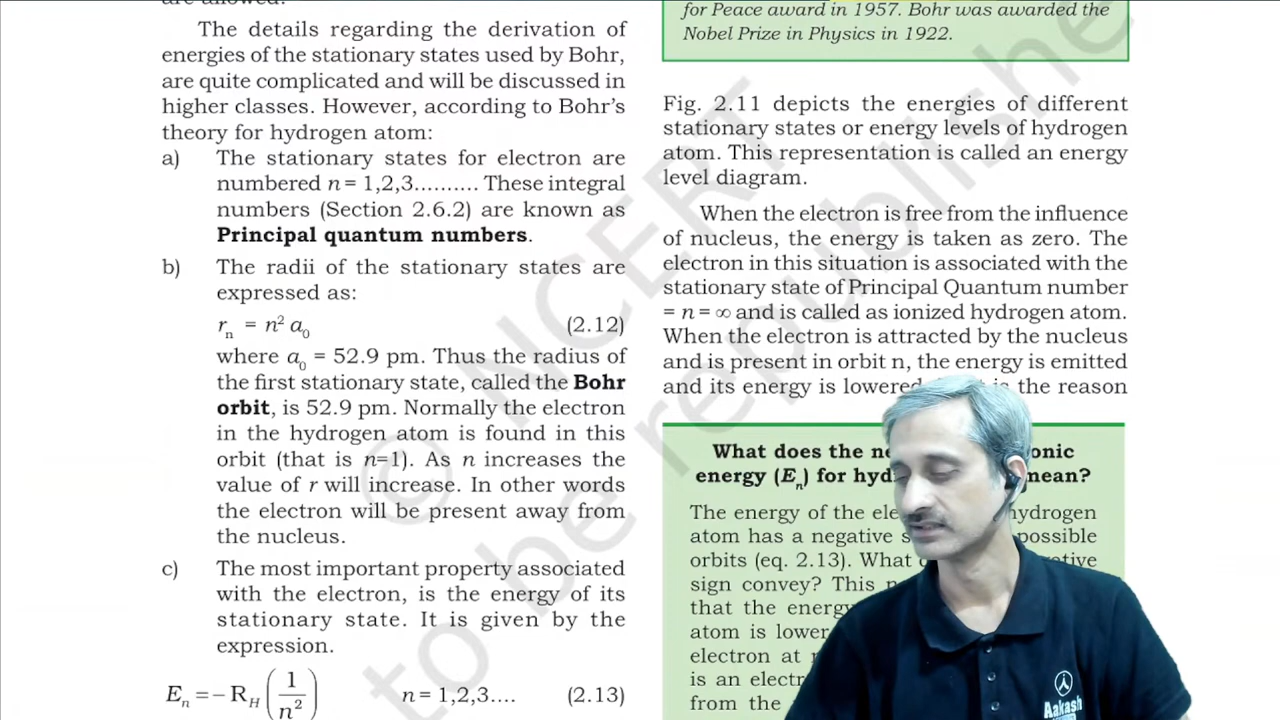 are allowed.
The details regarding the derivation of
energies of the stationary states used by Bohr,
are quite complicated and will be discussed in
higher classes. However, according to Bohr's
theory for hydrogen atom:
a) The stationary states for electron are
numbered n = 1,2,3.......... These integral
numbers (Section 2.6.2) are known as
Principal quantum numbers.
b) The radii of the stationary states are
expressed as:
rₙ = n² a₀ (2.12)
where a₀ = 52.9 pm. Thus the radius of
the first stationary state, called the Bohr
orbit, is 52.9 pm. Normally the electron
in the hydrogen atom is found in this
orbit (that is n=1). As n increases the
value of r will increase. In other words
the electron will be present away from
the nucleus.
c) The most important property associated
with the electron, is the energy of its
stationary state. It is given by the
expression.
Eₙ = − R_H (1/n²) n = 1,2,3.... (2.13)
for Peace award in 1957. Bohr was awarded the
Nobel Prize in Physics in 1922.
Fig. 2.11 depicts the energies of different
stationary states or energy levels of hydrogen
atom. This representation is called an energy
level diagram.
When the electron is free from the influence
of nucleus, the energy is taken as zero. The
electron in this situation is associated with the
stationary state of Principal Quantum number
= n = ∞ and is called as ionized hydrogen atom.
When the electron is attracted by the nucleus
and is present in orbit n, the energy is emitted
and its energy is lowered the reason
What does the onic
energy (Eₙ) for mean?
The energy of the hydrogen
atom has a negative possible
orbits (eq. 2.13). What
sign convey? This
that the energy
atom is lower
electron at
is an
from the
© NCERT
to be republished
Aakash